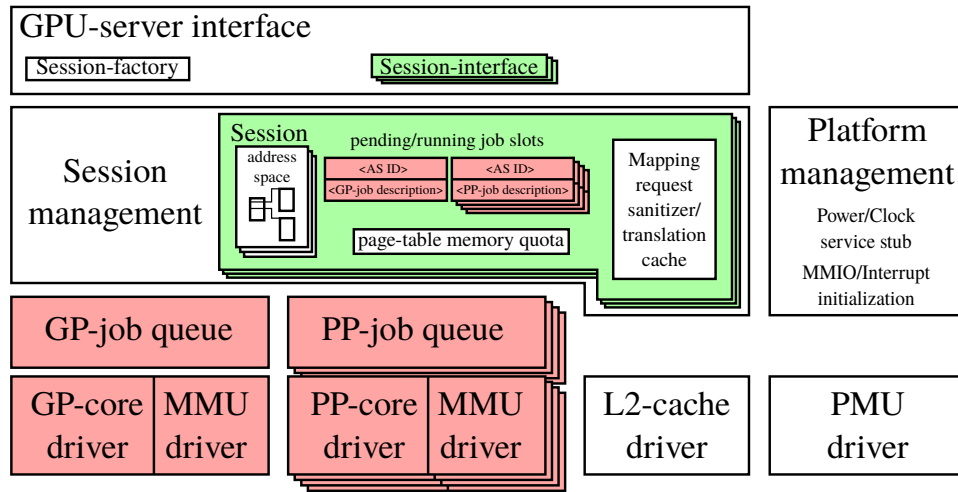 GPU-server interface
Session-factory
Session-interface
Session
management
Session
address
space
pending/running job slots
<AS ID>
<GP-job description>
<AS ID>
<PP-job description>
page-table memory quota
Mapping
request
sanitizer/
translation
cache
Platform
management
Power/Clock
service stub
MMIO/Interrupt
initialization
GP-job queue
PP-job queue
GP-core
driver
MMU
driver
PP-core
driver
MMU
driver
L2-cache
driver
PMU
driver